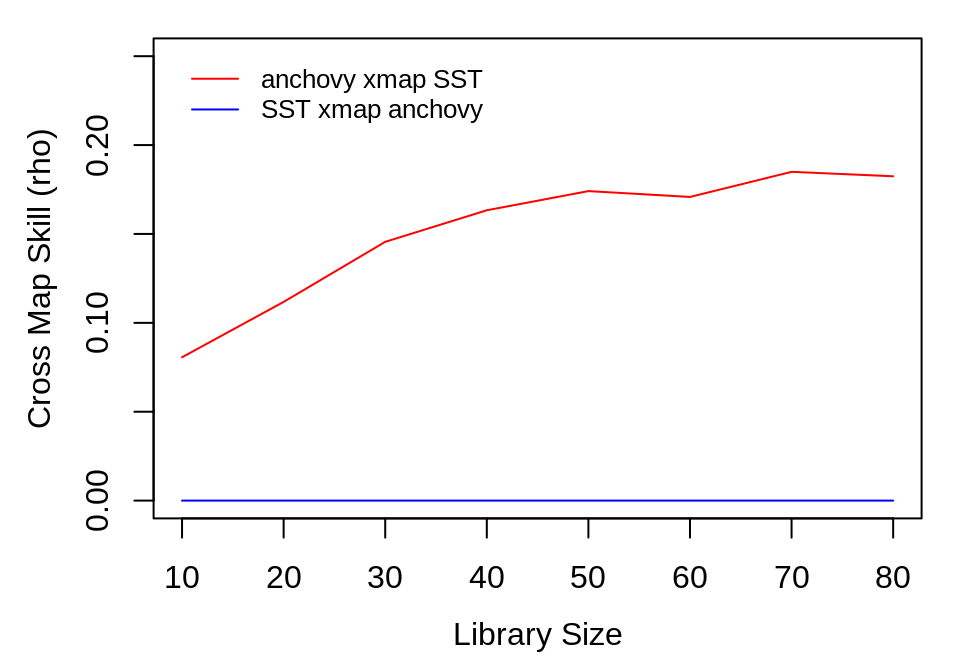 anchovy xmap SST
SST xmap anchovy
Cross Map Skill (rho)
0.20
0.10
0.00
10 20 30 40 50 60 70 80
Library Size